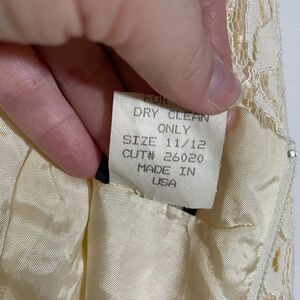 DRY CLEAN
ONLY
SIZE 11/12
CUT# 26020
MADE IN
USA